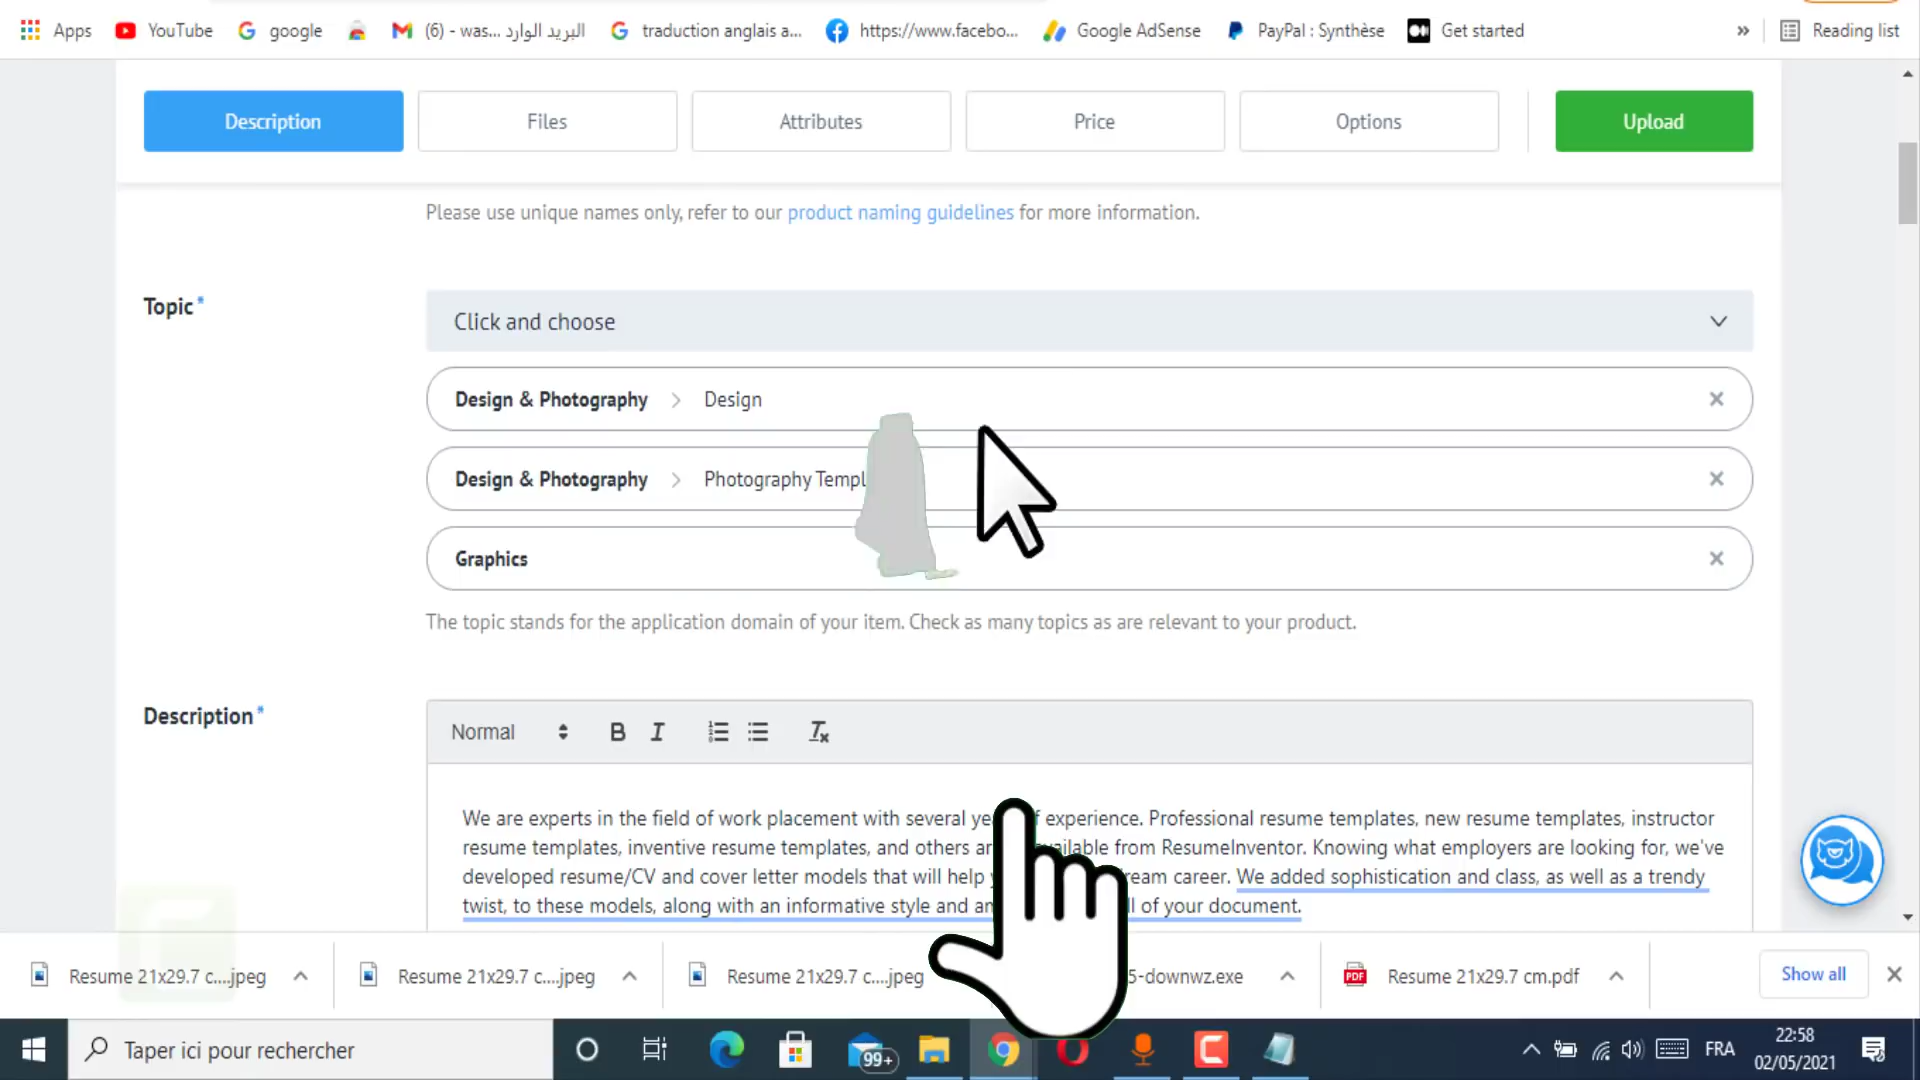 Apps
YouTube
google
(6) - was... البريد الوارد
traduction anglais a...
https://www.facebo...
Google AdSense
PayPal : Synthèse
Get started
»
Reading list
Description
Files
Attributes
Price
Options
Upload
Please use unique names only, refer to our product naming guidelines for more information.
Topic*
Click and choose
Design & Photography > Design
Design & Photography > Photography Templ
Graphics
The topic stands for the application domain of your item. Check as many topics as are relevant to your product.
Description*
Normal
B I
We are experts in the field of work placement with several ye f experience. Professional resume templates, new resume templates, instructor
resume templates, inventive resume templates, and others ar available from ResumeInventor. Knowing what employers are looking for, we've
developed resume/CV and cover letter models that will help ream career. We added sophistication and class, as well as a trendy
twist, to these models, along with an informative style and am ll of your document.
Resume 21x29.7 c....jpeg
Resume 21x29.7 c....jpeg
Resume 21x29.7 c....jpeg
5-downwz.exe
PDF
Resume 21x29.7 cm.pdf
Show all
Taper ici pour rechercher
99+
FRA
22:58
02/05/2021